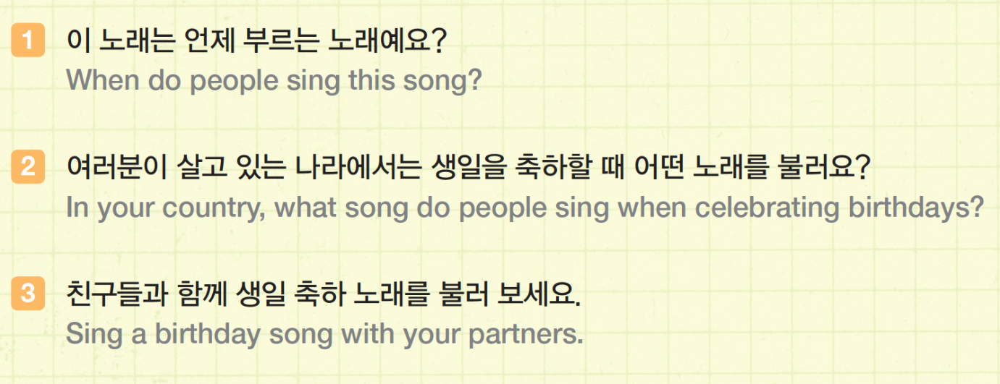 1 이 노래는 언제 부르는 노래예요?
When do people sing this song?
2 여러분이 살고 있는 나라에서는 생일을 축하할 때 어떤 노래를 불러요?
In your country, what song do people sing when celebrating birthdays?
3 친구들과 함께 생일 축하 노래를 불러 보세요.
Sing a birthday song with your partners.